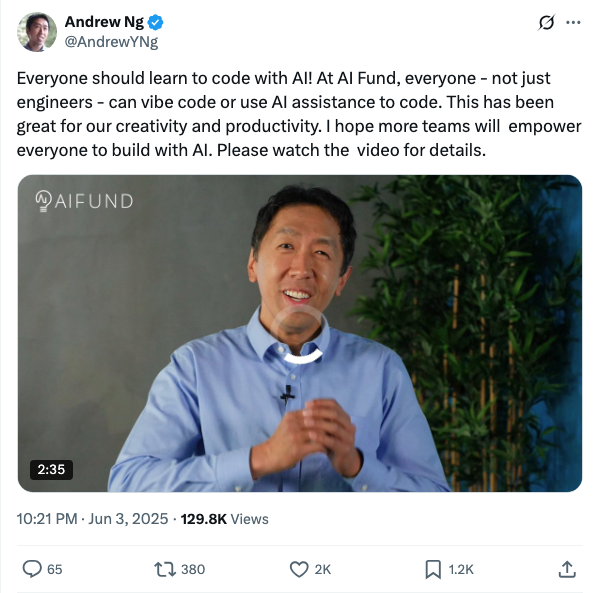 Andrew Ng
@AndrewYNg
Everyone should learn to code with AI! At AI Fund, everyone - not just
engineers - can vibe code or use AI assistance to code. This has been
great for our creativity and productivity. I hope more teams will  empower
everyone to build with AI. Please watch the  video for details.
AI FUND
2:35
10:21 PM · Jun 3, 2025 · 129.8K Views
65 380 2K 1.2K